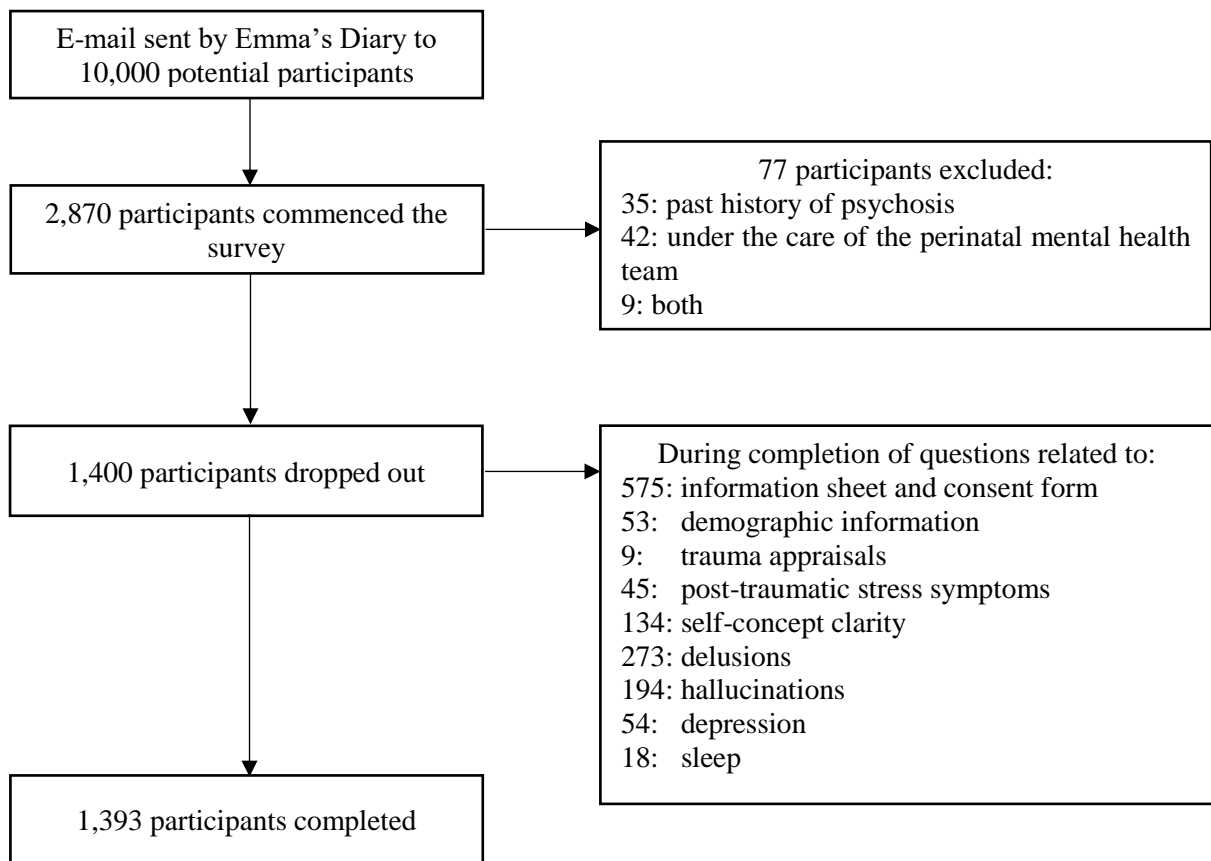 E-mail sent by Emma’s Diary to
10,000 potential participants
2,870 participants commenced the
survey
77 participants excluded:
35: past history of psychosis
42: under the care of the perinatal mental health
team
9: both
1,400 participants dropped out
During completion of questions related to:
575: information sheet and consent form
53: demographic information
9: trauma appraisals
45: post-traumatic stress symptoms
134: self-concept clarity
273: delusions
194: hallucinations
54: depression
18: sleep
1,393 participants completed